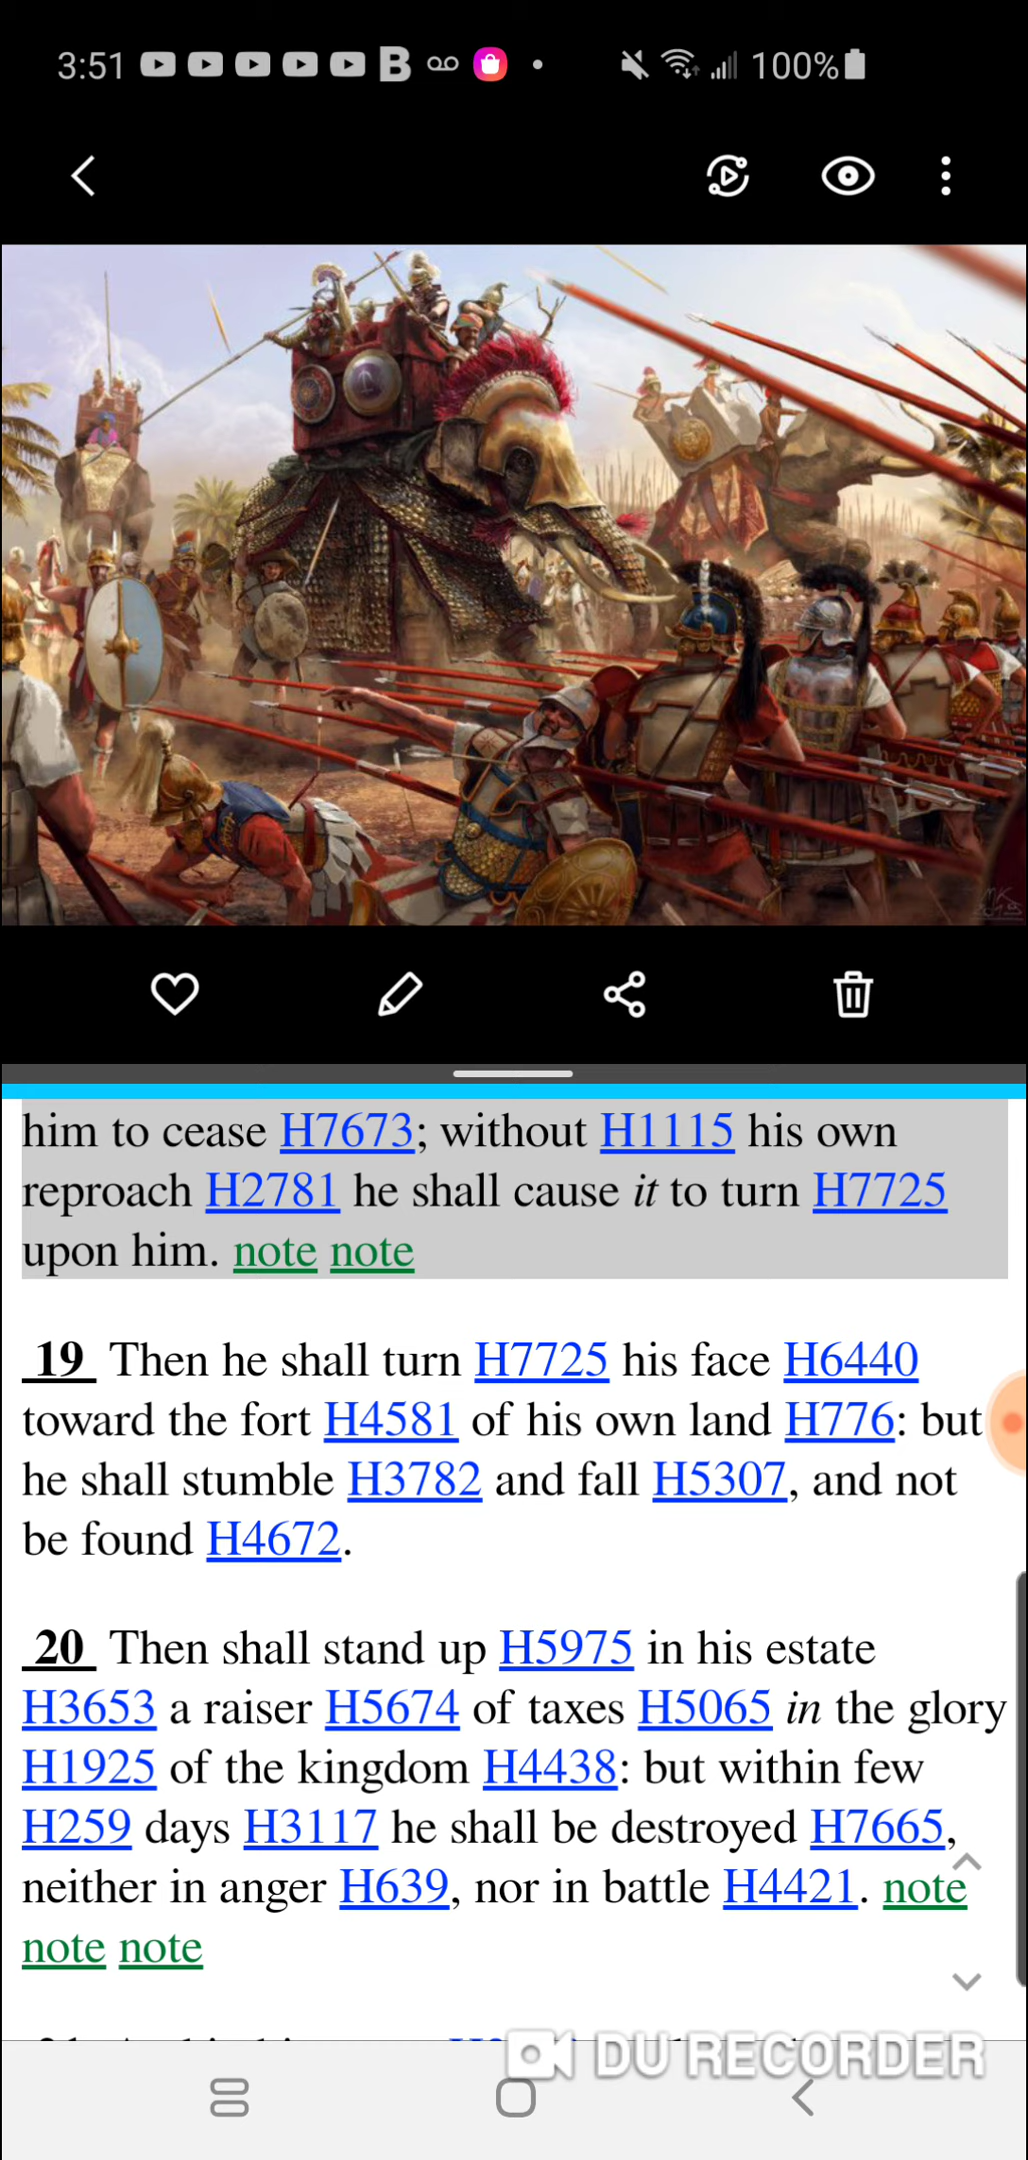 3:51 B 100%
him to cease H7673; without H1115 his own
reproach H2781 he shall cause it to turn H7725
upon him. note note
19 Then he shall turn H7725 his face H6440
toward the fort H4581 of his own land H776: but
he shall stumble H3782 and fall H5307, and not
be found H4672.
20 Then shall stand up H5975 in his estate
H3653 a raiser H5674 of taxes H5065 in the glory
H1925 of the kingdom H4438: but within few
H259 days H3117 he shall be destroyed H7665,
neither in anger H639, nor in battle H4421. note
note note
DU RECORDER